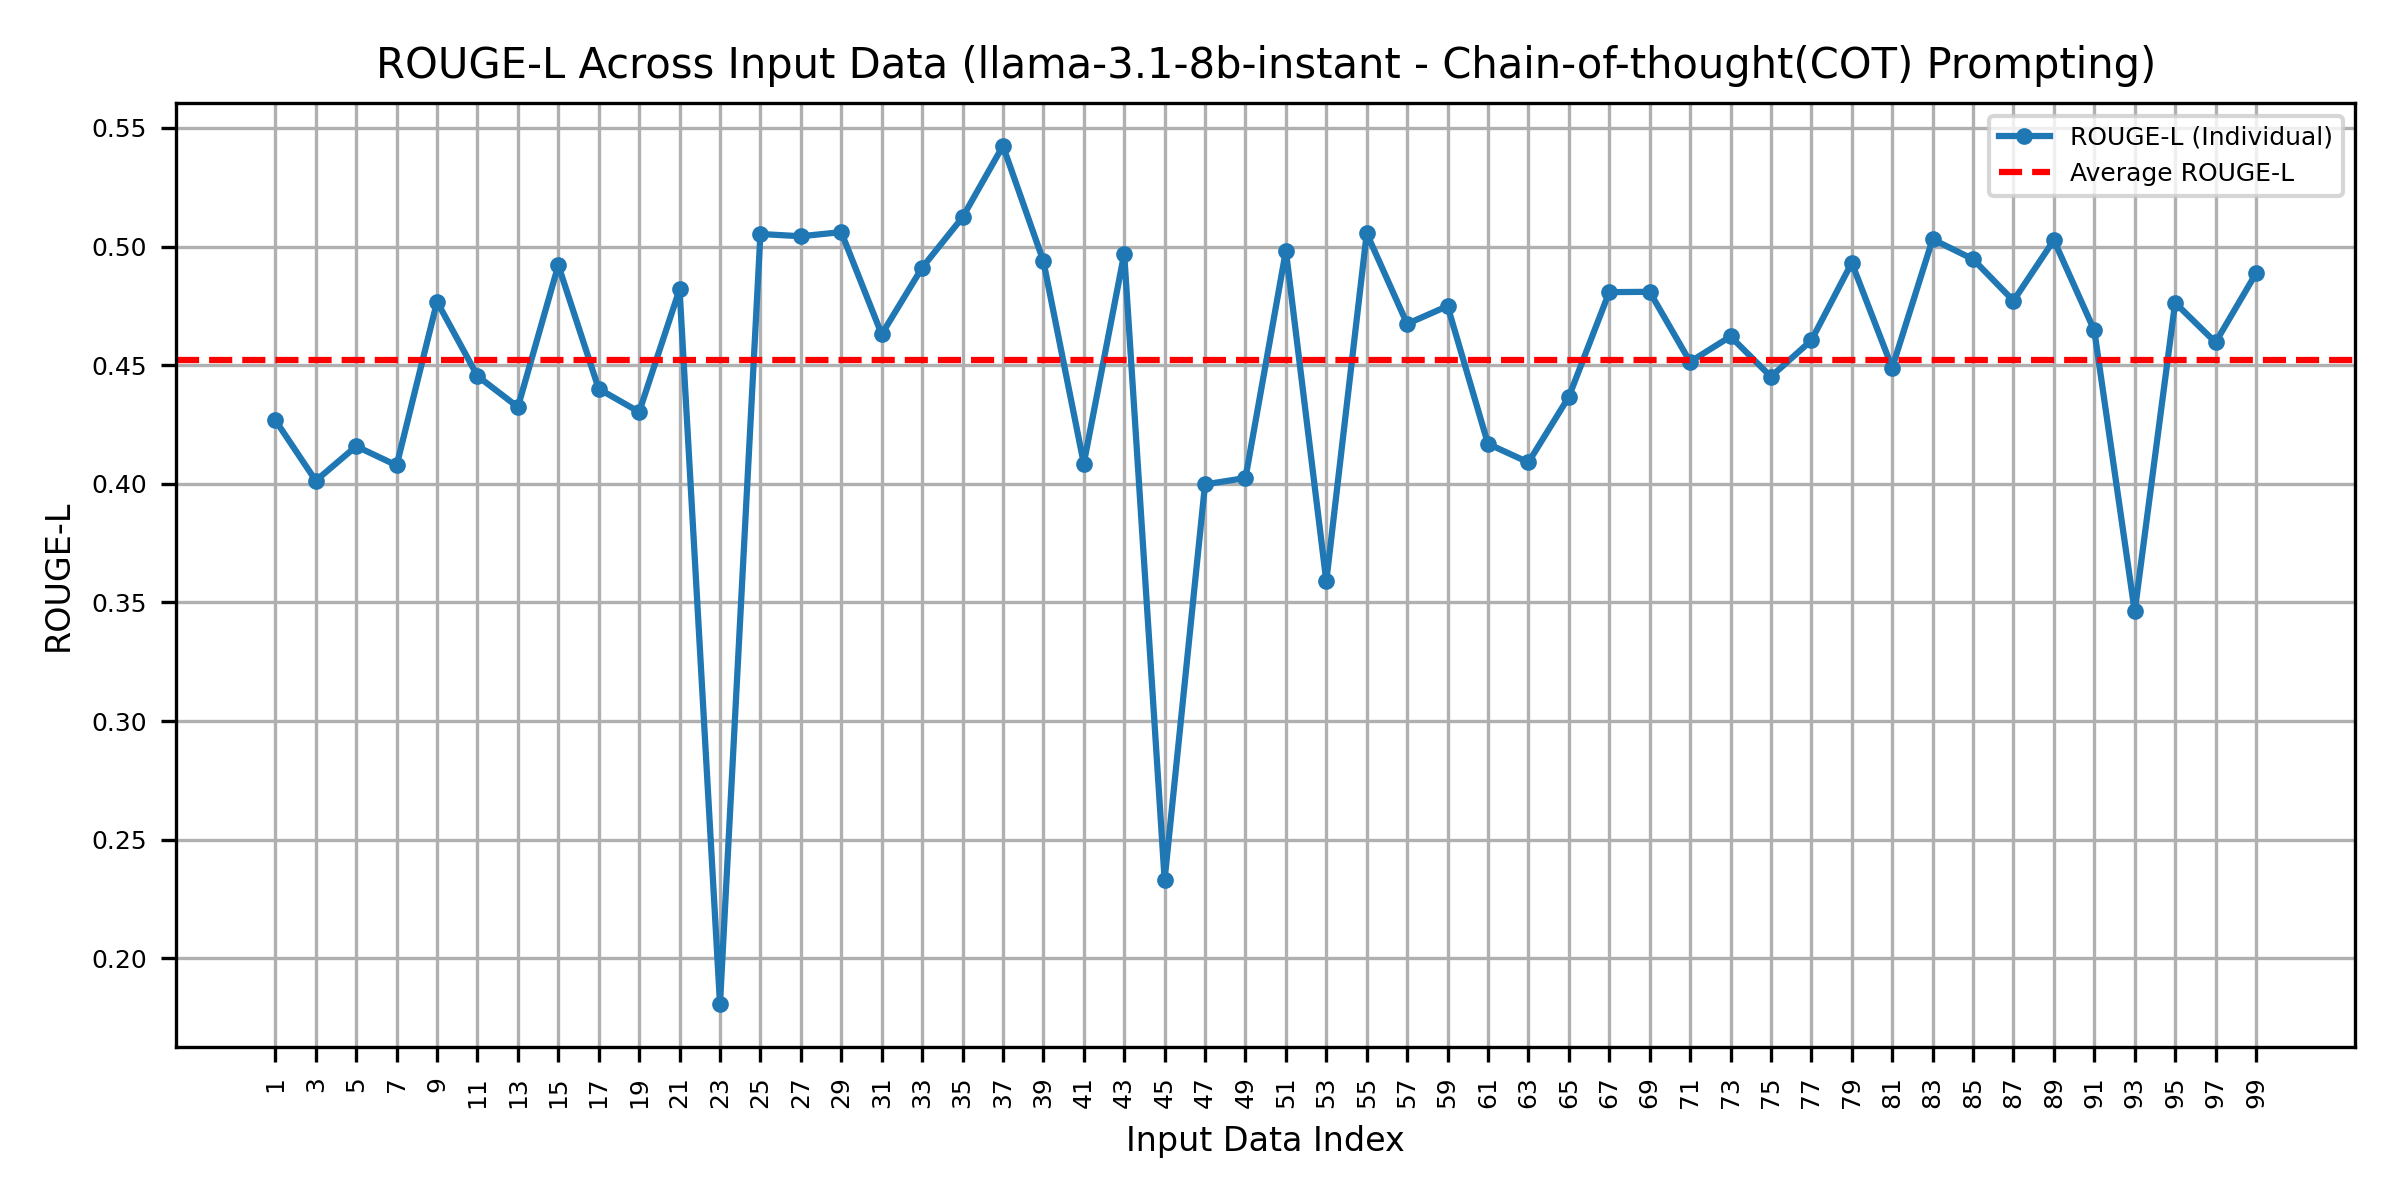 ROUGE-L Across Input Data (llama-3.1-8b-instant - Chain-of-thought(COT) Prompting)
ROUGE-L (Individual)
Average ROUGE-L
ROUGE-L
0.55
0.50
0.45
0.40
0.35
0.30
0.25
0.20
1 3 5 7 9 11 13 15 17 19 21 23 25 27 29 31 33 35 37 39 41 43 45 47 49 51 53 55 57 59 61 63 65 67 69 71 73 75 77 79 81 83 85 87 89 91 93 95 97 99
Input Data Index